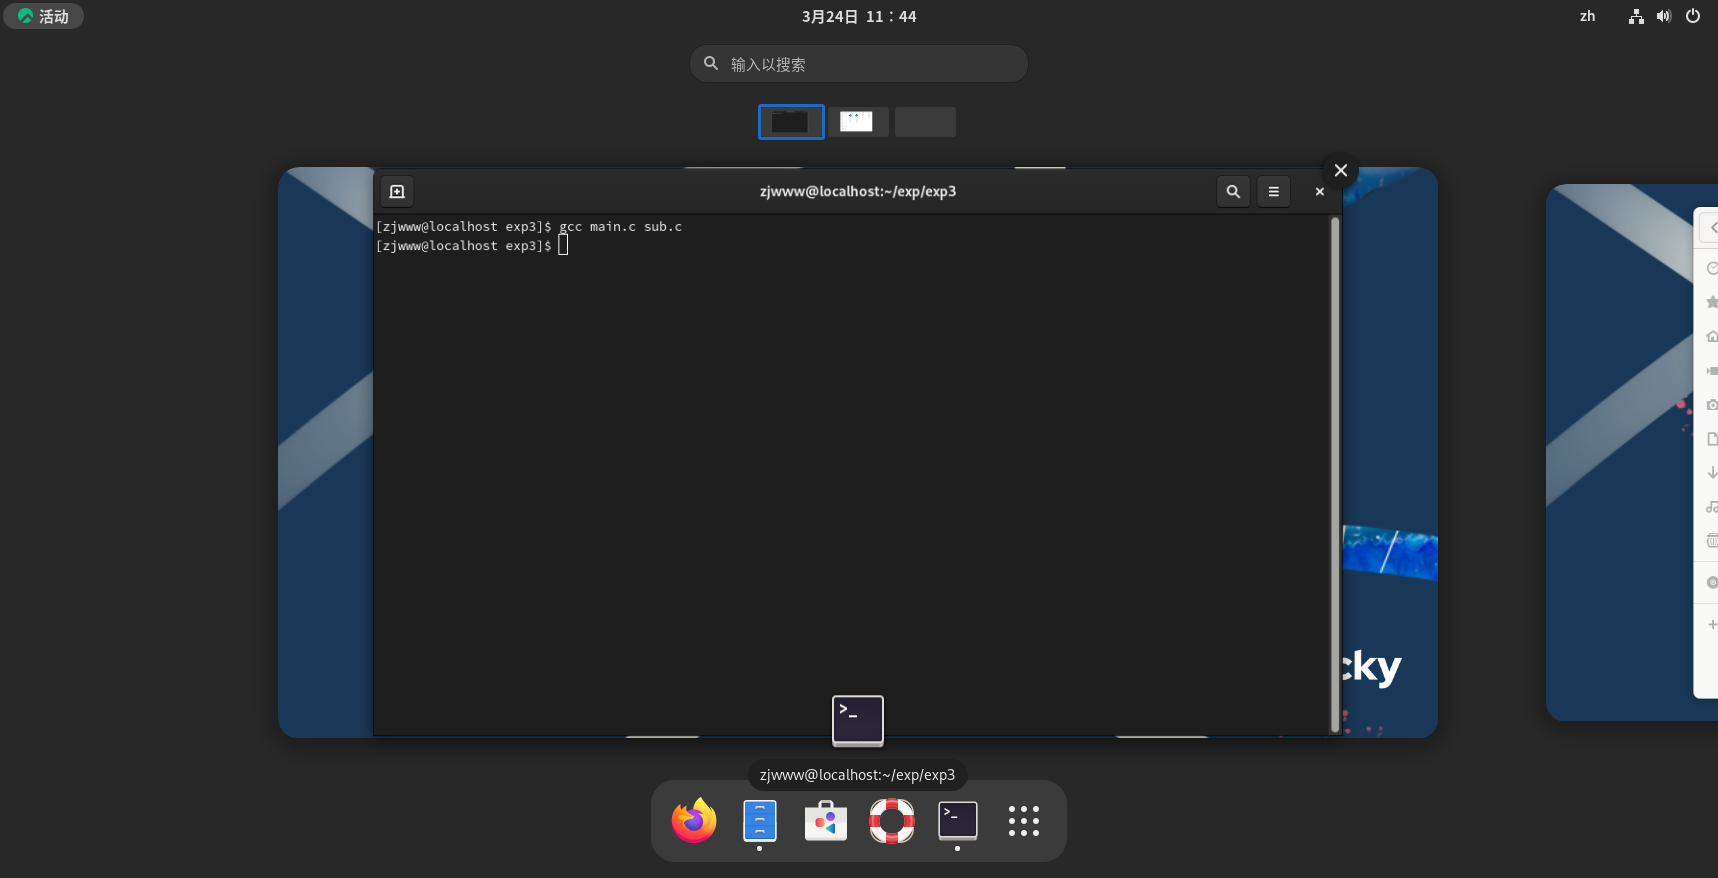 活动
3月24日 11：44
zh
输入以搜索
zjwww@localhost:~/exp/exp3
[zjwww@localhost exp3]$ gcc main.c sub.c
[zjwww@localhost exp3]$
cky
>_
zjwww@localhost:~/exp/exp3
>_